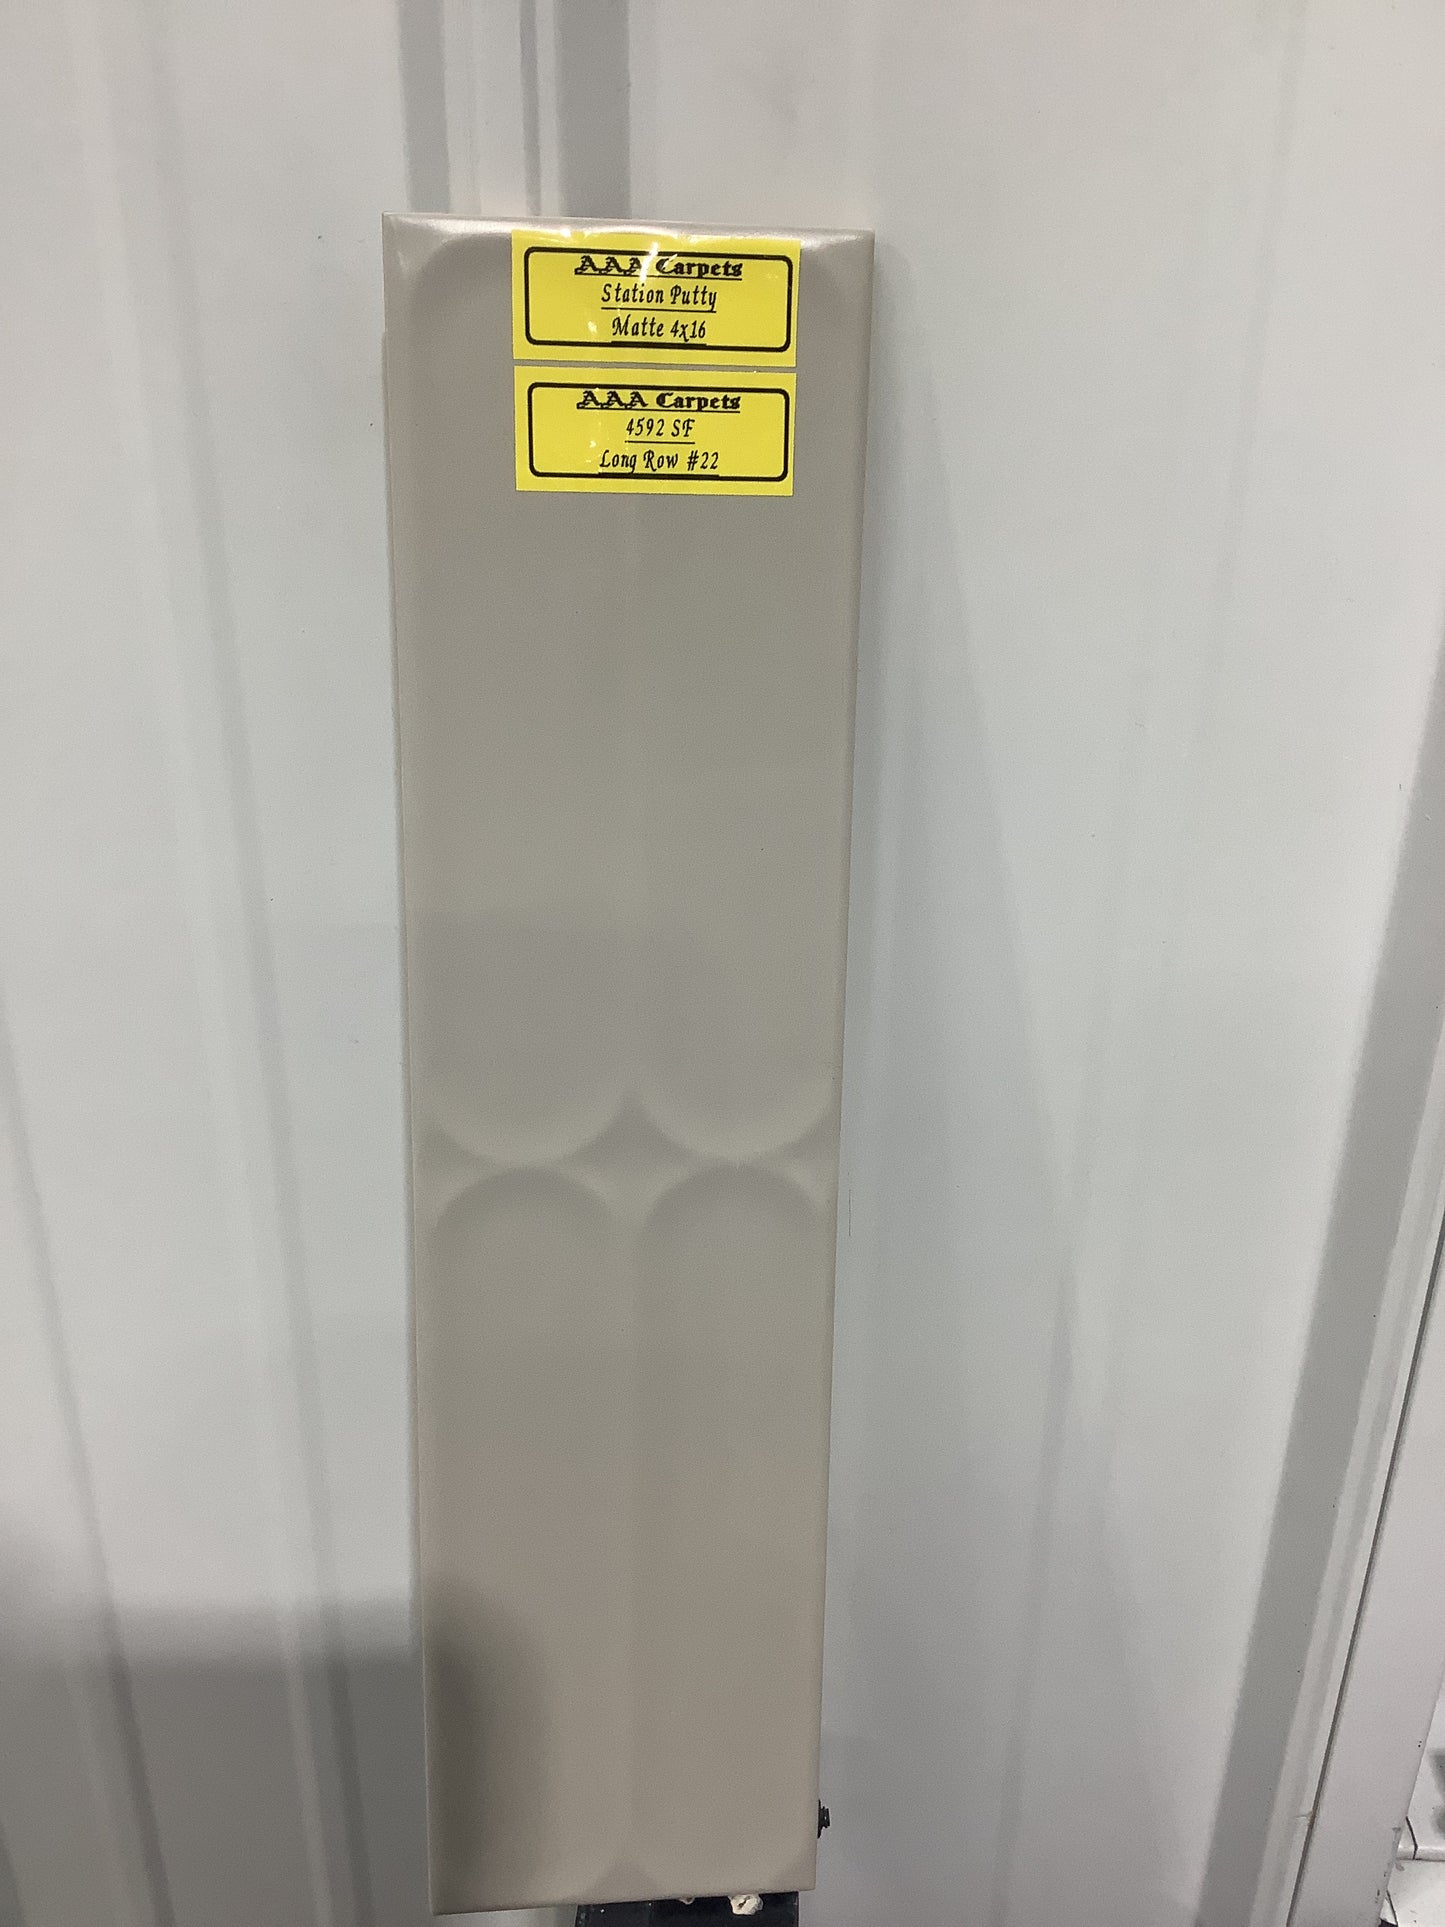 AAA Carpets
Station Putty
Matte 4x16
AAA Carpets
4592 SF
Long Row #22